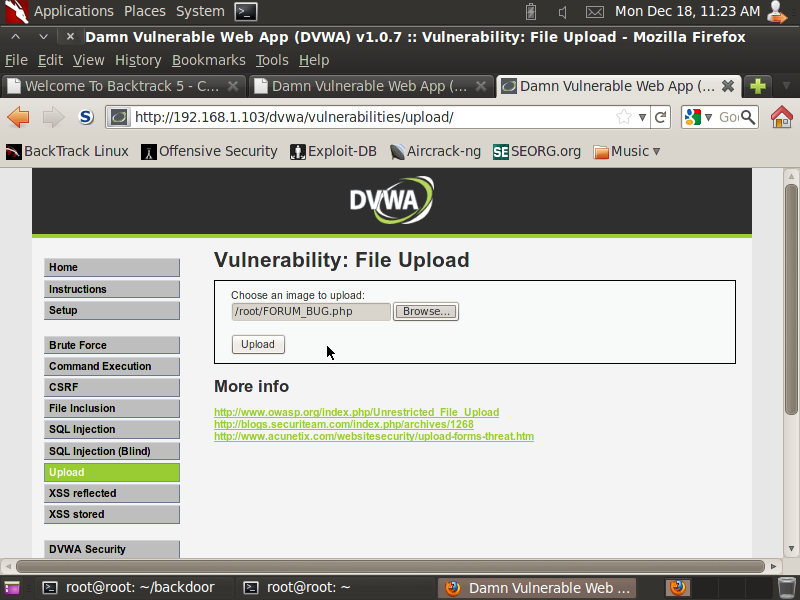 Applications Places System Mon Dec 18, 11:23 AM
Damn Vulnerable Web App (DVWA) v1.0.7 :: Vulnerability: File Upload - Mozilla Firefox
File Edit View History Bookmarks Tools Help
Welcome To Backtrack 5 - C... Damn Vulnerable Web App (... Damn Vulnerable Web App (...
http://192.168.1.103/dvwa/vulnerabilities/upload/ Go
BackTrack Linux Offensive Security Exploit-DB Aircrack-ng SEORG.org Music
DVWA
Vulnerability: File Upload
Home
Instructions
Setup
Brute Force
Command Execution
CSRF
File Inclusion
SQL Injection
SQL Injection (Blind)
Upload
XSS reflected
XSS stored
DVWA Security
Choose an image to upload:
/root/FORUM_BUG.php Browse...
Upload
More info
http://www.owasp.org/index.php/Unrestricted_File_Upload
http://blogs.securiteam.com/index.php/archives/1268
http://www.acunetix.com/websitesecurity/upload-forms-threat.htm
root@root: ~/backdoor root@root: ~ Damn Vulnerable Web ...